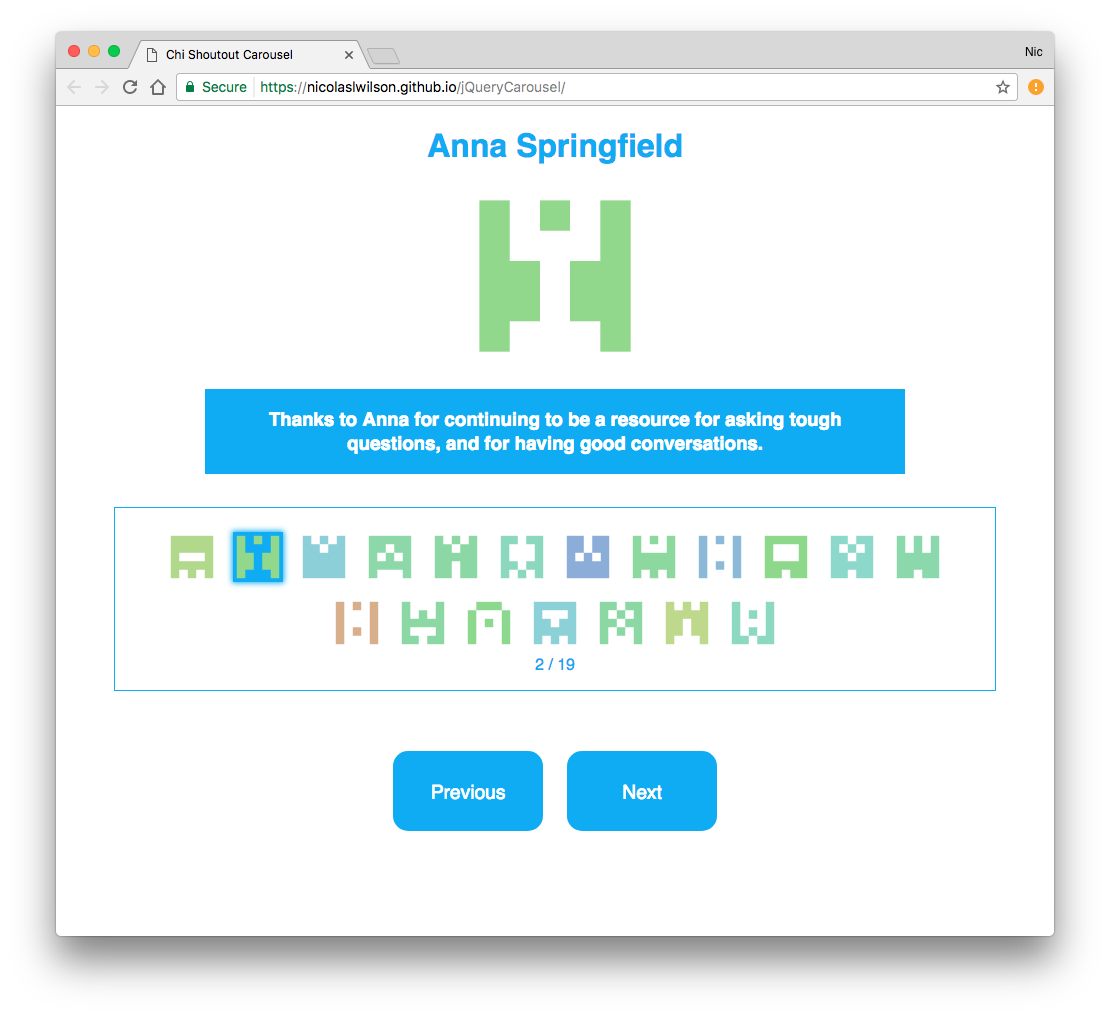 Chi Shoutout Carousel
Nic
Secure https://nicolaslwilson.github.io/jQueryCarousel/
Anna Springfield
Thanks to Anna for continuing to be a resource for asking tough
questions, and for having good conversations.
2 / 19
Previous Next